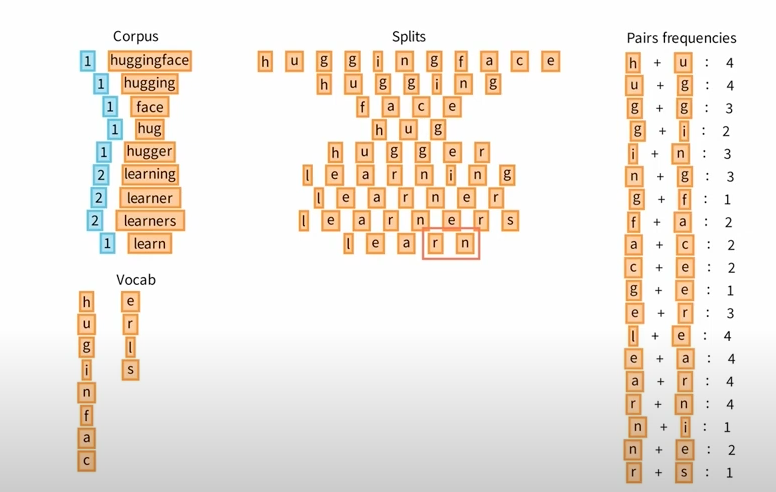 Corpus
1 huggingface
1 hugging
1 face
1 hug
1 hugger
2 learning
2 learner
2 learners
1 learn
Vocab
h e
u r
g l
i s
n
f
a
c
Splits
h u g g i n g f a c e
h u g g i n g
f a c e
h u g
h u g g e r
l e a r n i n g
l e a r n e r
l e a r n e r s
l e a r n
Pairs frequencies
h + u : 4
u + g : 4
g + g : 3
g + i : 2
i + n : 3
n + g : 3
g + f : 1
f + a : 2
a + c : 2
c + e : 2
g + e : 1
e + r : 3
l + e : 4
e + a : 4
a + r : 4
r + n : 4
n + i : 1
n + e : 2
r + s : 1